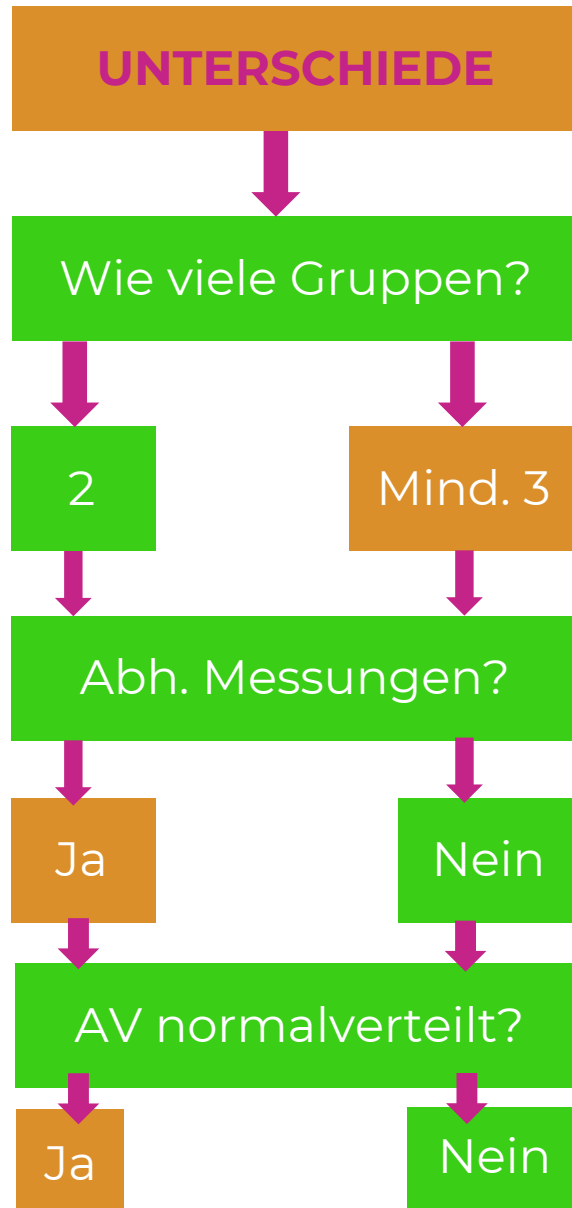 UNTERSCHIEDE
Wie viele Gruppen?
2
Mind. 3
Abh. Messungen?
Ja
Nein
AV normalverteilt?
Ja
Nein